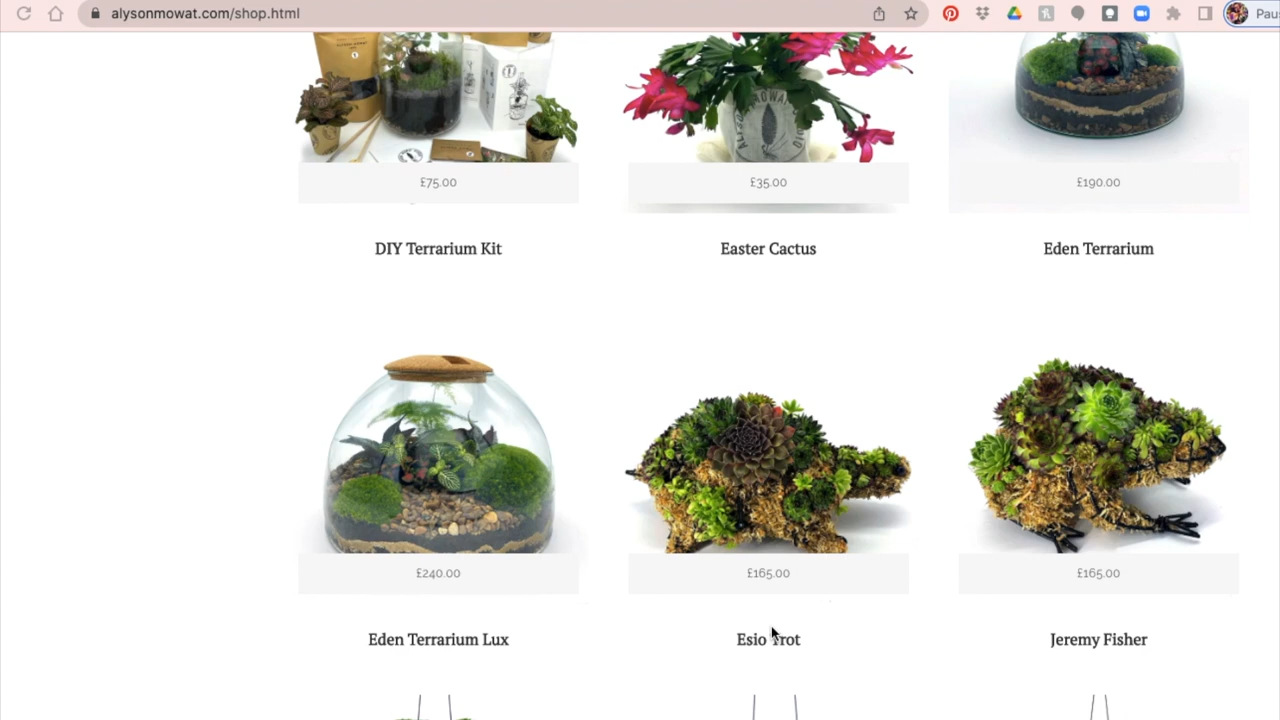 alysonmowat.com/shop.html
Pau
£75.00
£35.00
£190.00
DIY Terrarium Kit
Easter Cactus
Eden Terrarium
£240.00
£165.00
£165.00
Eden Terrarium Lux
Esio Trot
Jeremy Fisher